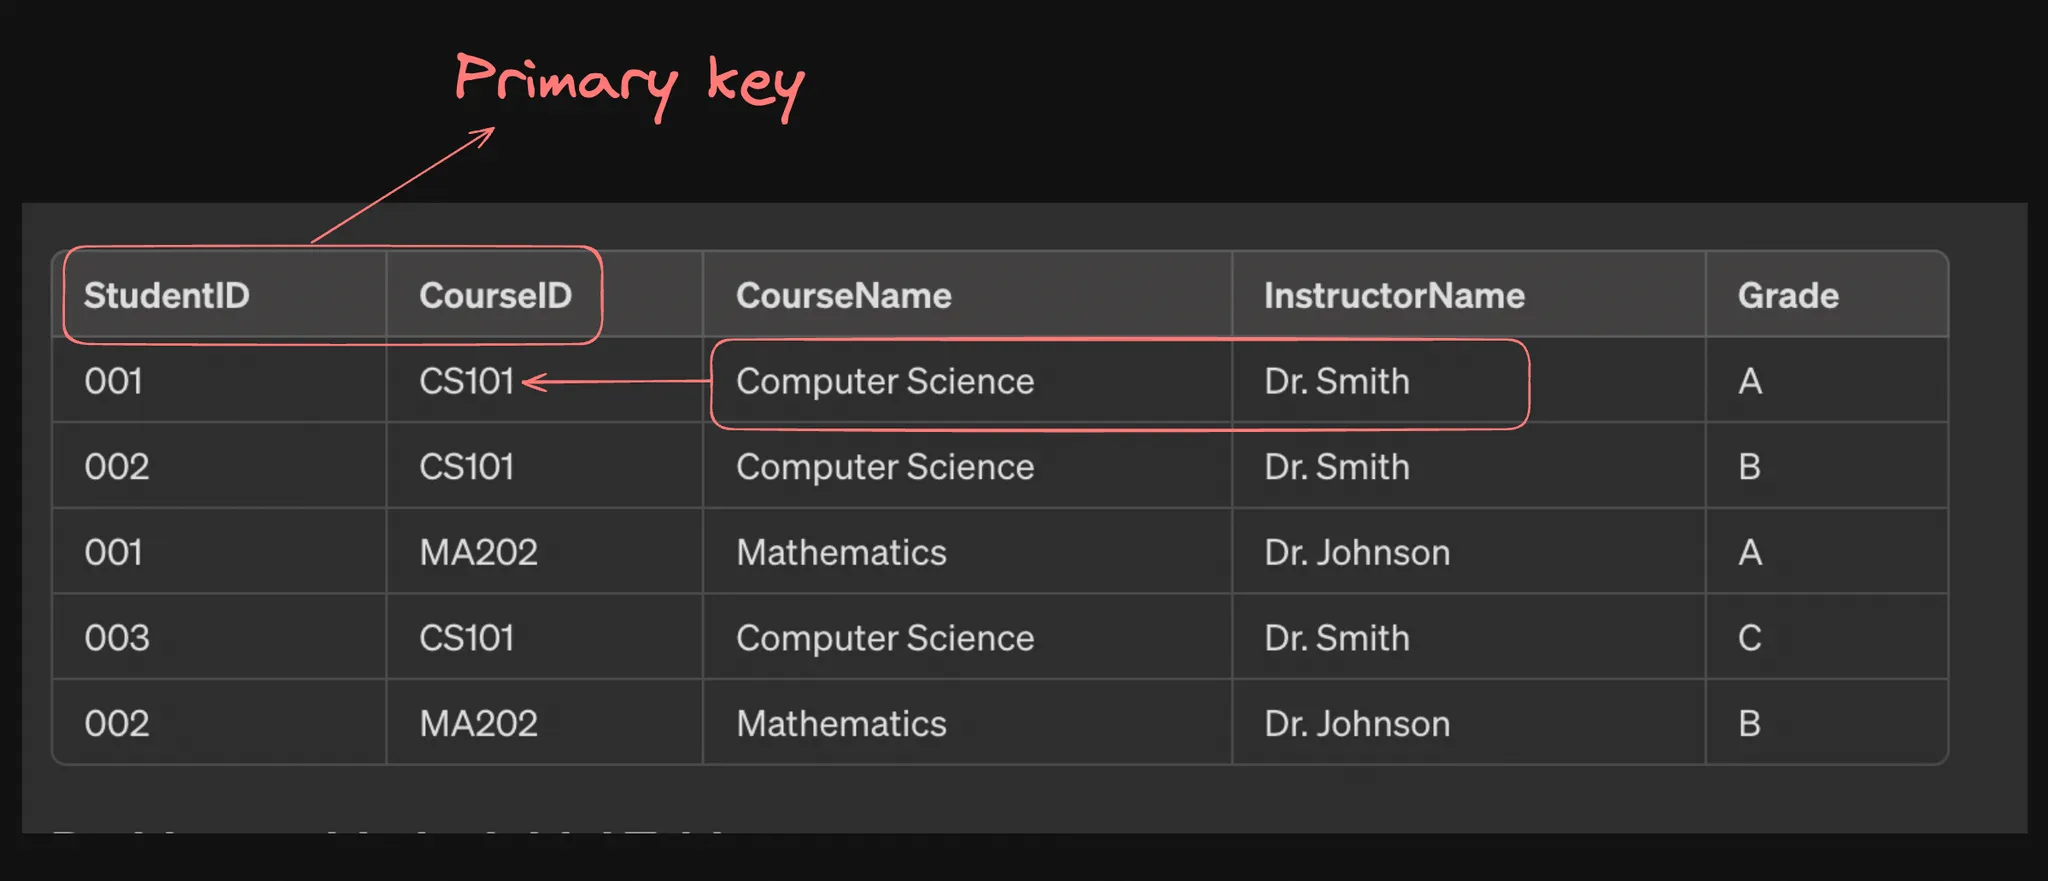 Primary key
StudentID CourseID CourseName InstructorName Grade
001 CS101 Computer Science Dr. Smith A
002 CS101 Computer Science Dr. Smith B
001 MA202 Mathematics Dr. Johnson A
003 CS101 Computer Science Dr. Smith C
002 MA202 Mathematics Dr. Johnson B